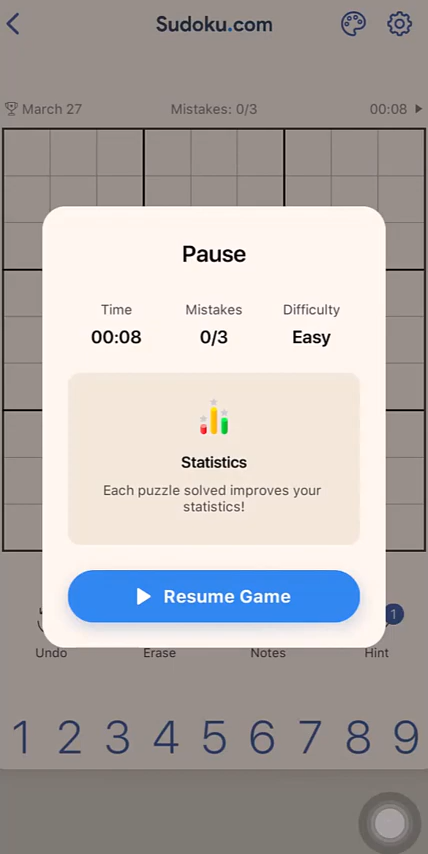 Sudoku.com
March 27 Mistakes: 0/3 00:08
Pause
Time Mistakes Difficulty
00:08 0/3 Easy
Statistics
Each puzzle solved improves your
statistics!
Resume Game
1
Undo Erase Notes Hint
1 2 3 4 5 6 7 8 9